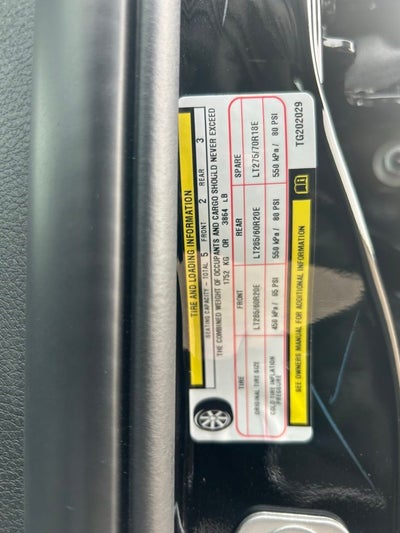 TIRE AND LOADING INFORMATION
SEATING CAPACITY - TOTAL 5 FRONT 2 REAR 3
THE COMBINED WEIGHT OF OCCUPANTS AND CARGO SHOULD NEVER EXCEED
1752 KG OR 3864 LB
TIRE FRONT REAR SPARE
ORIGINAL TIRE SIZE LT285/60R20E LT285/60R20E LT275/70R18E
COLD TIRE INFLATION PRESSURE 450 kPa / 65 PSI 550 kPa / 80 PSI 550 kPa / 80 PSI
SEE OWNERS MANUAL FOR ADDITIONAL INFORMATION
TG202029